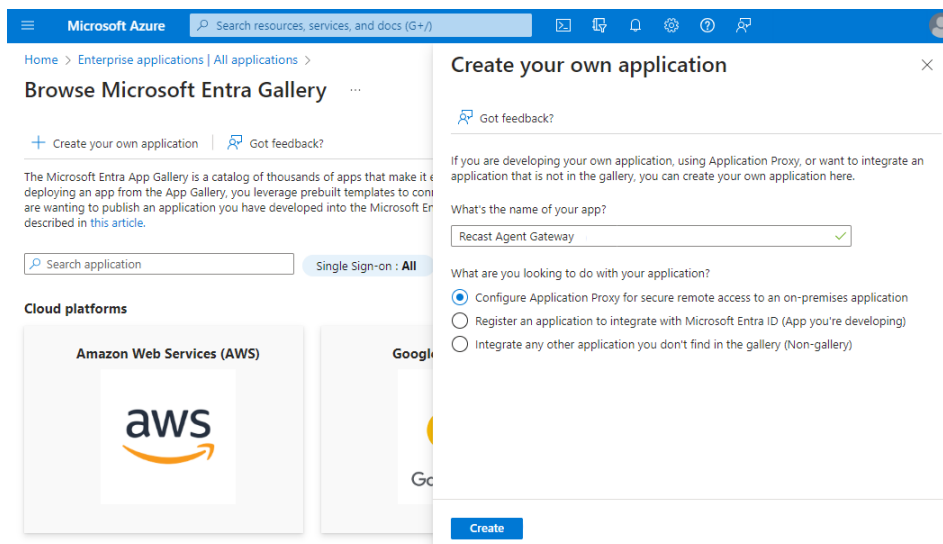 Microsoft Azure
Search resources, services, and docs (G+/)
Home > Enterprise applications | All applications >
Browse Microsoft Entra Gallery ...
Create your own application
Got feedback?
The Microsoft Entra App Gallery is a catalog of thousands of apps that make it
deploying an app from the App Gallery, you leverage prebuilt templates to
are wanting to publish an application you have developed into the Microsoft
described in this article.
Search application
Single Sign-on : All
Cloud platforms
Amazon Web Services (AWS)
aws
Create your own application
Got feedback?
If you are developing your own application, using Application Proxy, or want to integrate an
application that is not in the gallery, you can create your own application here.
What's the name of your app?
Recast Agent Gateway
What are you looking to do with your application?
Configure Application Proxy for secure remote access to an on-premises application
Register an application to integrate with Microsoft Entra ID (App you're developing)
Integrate any other application you don't find in the gallery (Non-gallery)
Create